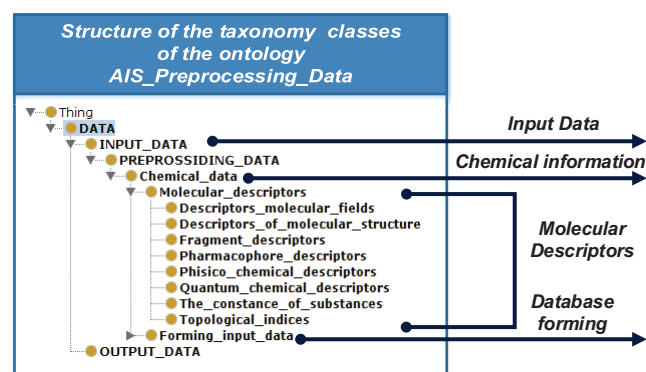 Structure of the taxonomy classes
of the ontology
AIS_Preprocessing_Data
Thing
DATA
INPUT_DATA
PREPROSSIDING_DATA
Chemical_data
Molecular_descriptors
Descriptors_molecular_fields
Descriptors_of_molecular_structure
Fragment_descriptors
Pharmacophore_descriptors
Phisico_chemical_descriptors
Quantum_chemical_descriptors
The_constance_of_substances
Topological_indices
Forming_input_data
OUTPUT_DATA
Input Data
Chemical information
Molecular
Descriptors
Database
forming